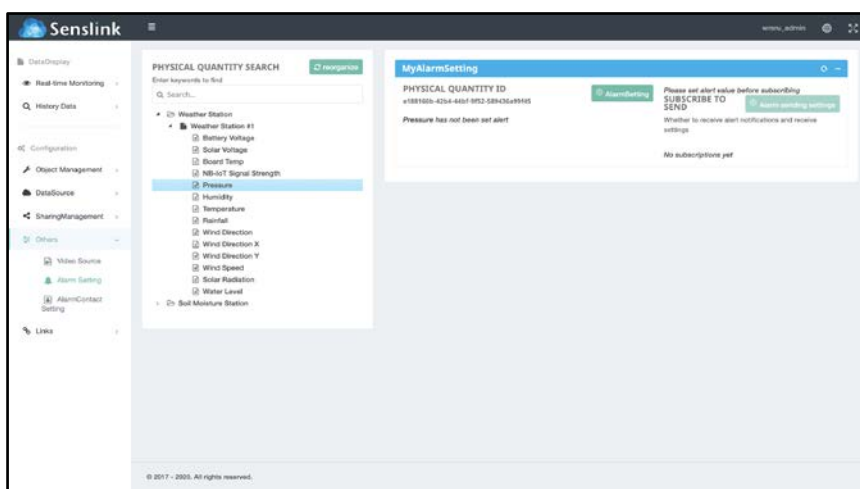 Senslink
wmnu_admin
DataDisplay
Real-time Monitoring
History Data
Configuration
Object Management
DataSource
SharingManagement
Others
Video Source
Alarm Setting
AlarmContact
Setting
Links
PHYSICAL QUANTITY SEARCH
reorganize
Enter keywords to find
Search...
Weather Station
Weather Station #1
Battery Voltage
Solar Voltage
Board Temp
NB-IoT Signal Strength
Pressure
Humidity
Temperature
Rainfall
Wind Direction
Wind Direction X
Wind Direction Y
Wind Speed
Solar Radiation
Water Level
Soil Moisture Station
MyAlarmSetting
PHYSICAL QUANTITY ID
AlarmSetting
Pressure has not been set alert
Please set alert value before subscribing
SUBSCRIBE TO
SEND
Alarm sending settings
Whether to receive alert notifications and receive
settings
No subscriptions yet
© 2017 - 2020. All rights reserved.